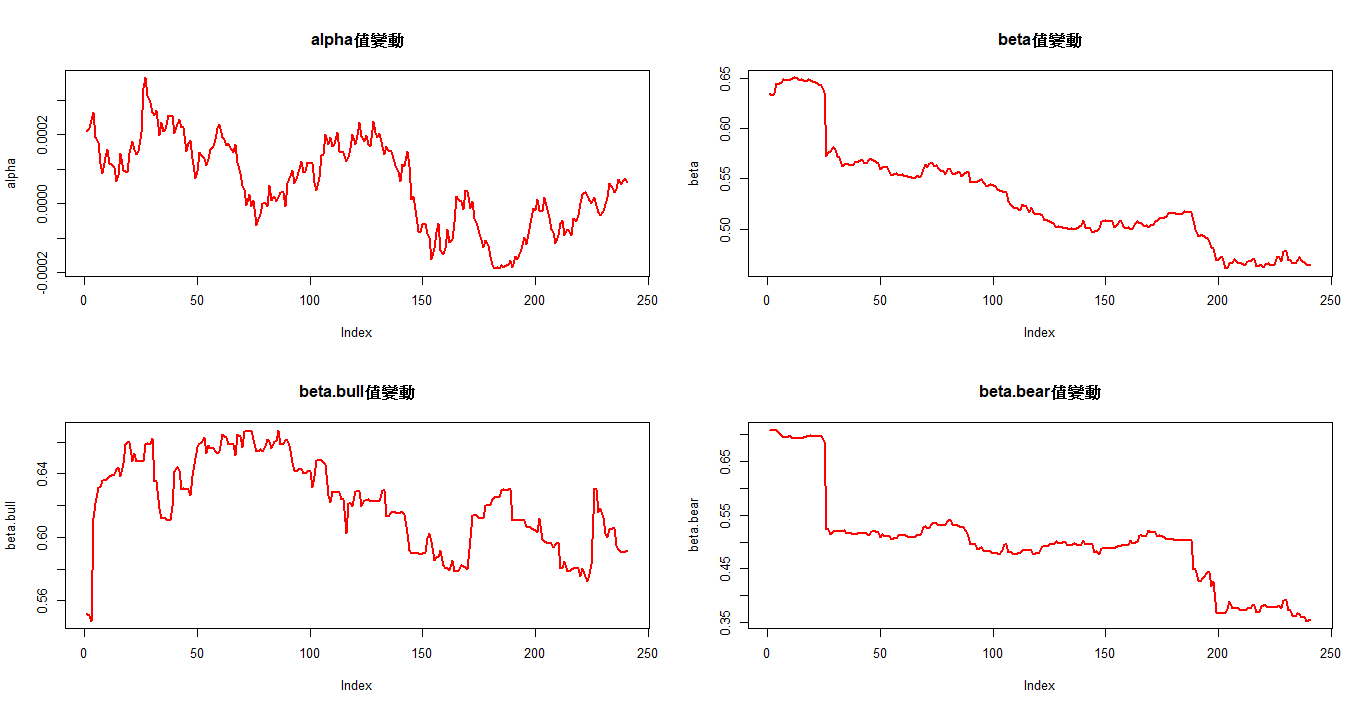 alpha值變動
alpha
-0.0002 0.0000 0.0002
0 50 100 150 200 250
Index
beta值變動
beta
0.50 0.55 0.60 0.65
0 50 100 150 200 250
Index
beta.bull值變動
beta.bull
0.56 0.60 0.64
0 50 100 150 200 250
Index
beta.bear值變動
beta.bear
0.35 0.45 0.55 0.65
0 50 100 150 200 250
Index